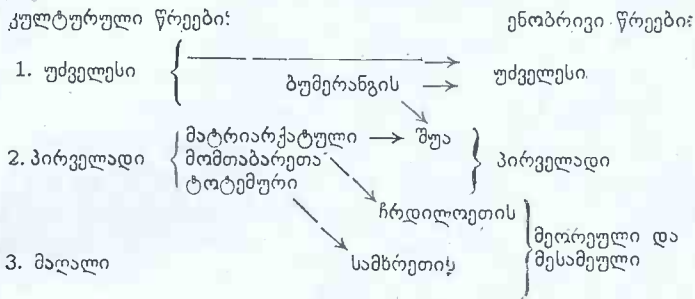 კულტურული წრეები: ენობრივი წრეები:
1. უძველესი უძველესი
ბუმერანგის
მატრიარქატული შუა
2. პირველადი მომთაბარეთა პირველადი
ტოტემური
ჩრდილოეთის
მეორეული და
3. მაღალი სამხრეთის მესამეული